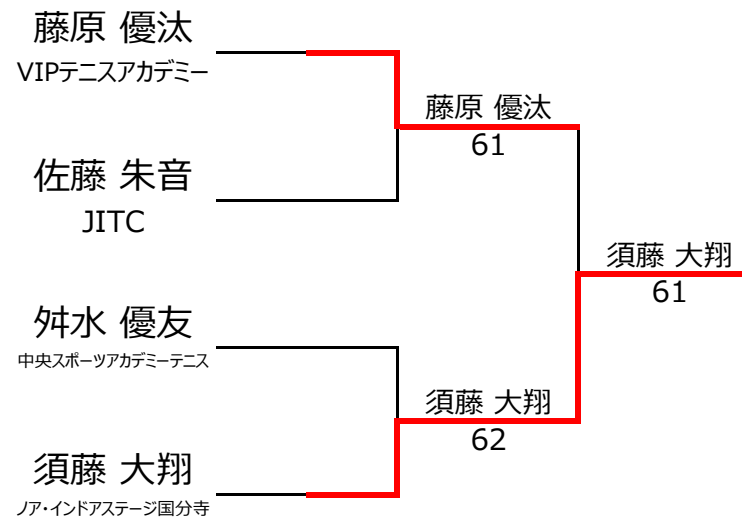 藤原 優汰
VIPテニスアカデミー
藤原 優汰
61
佐藤 朱音
JITC
須藤 大翔
61
舛水 優友
中央スポーツアカデミーテニス
須藤 大翔
62
須藤 大翔
ノア・インドアステージ国分寺